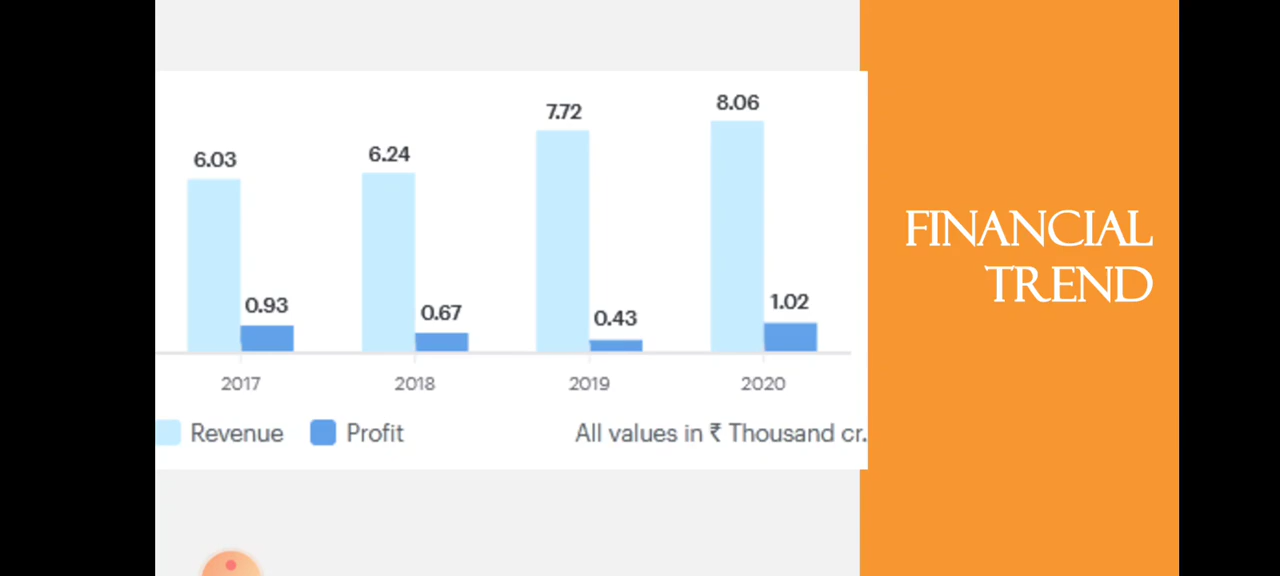 7.72
8.06
6.03
6.24
0.93
0.67
0.43
1.02
2017
2018
2019
2020
Revenue
Profit
All values in ₹ Thousand cr.
FINANCIAL
TREND